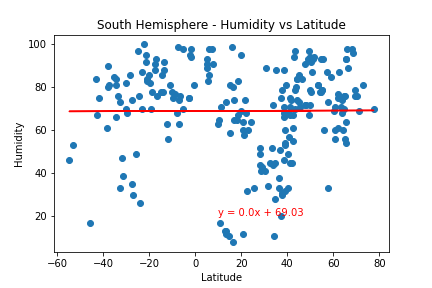 South Hemisphere - Humidity vs Latitude
100
80
60
40
20
Humidity
y = 0.0x + 69.03
−60 −40 −20 0 20 40 60 80
Latitude